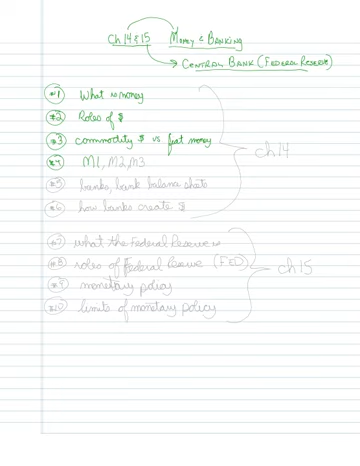 Ch 14 & 15 Money & Banking
→ Central Bank (Federal Reserve)
#1 What is money
#2 Roles of $
#3 commodity $ vs fiat money
#4 M1, M2, M3
#5 banks, bank balance sheets
#6 how banks create $
ch 14
#7 what the Federal Reserve is
#8 roles of Federal Reserve (FED)
#9 monetary policy
#10 limits of monetary policy
ch 15